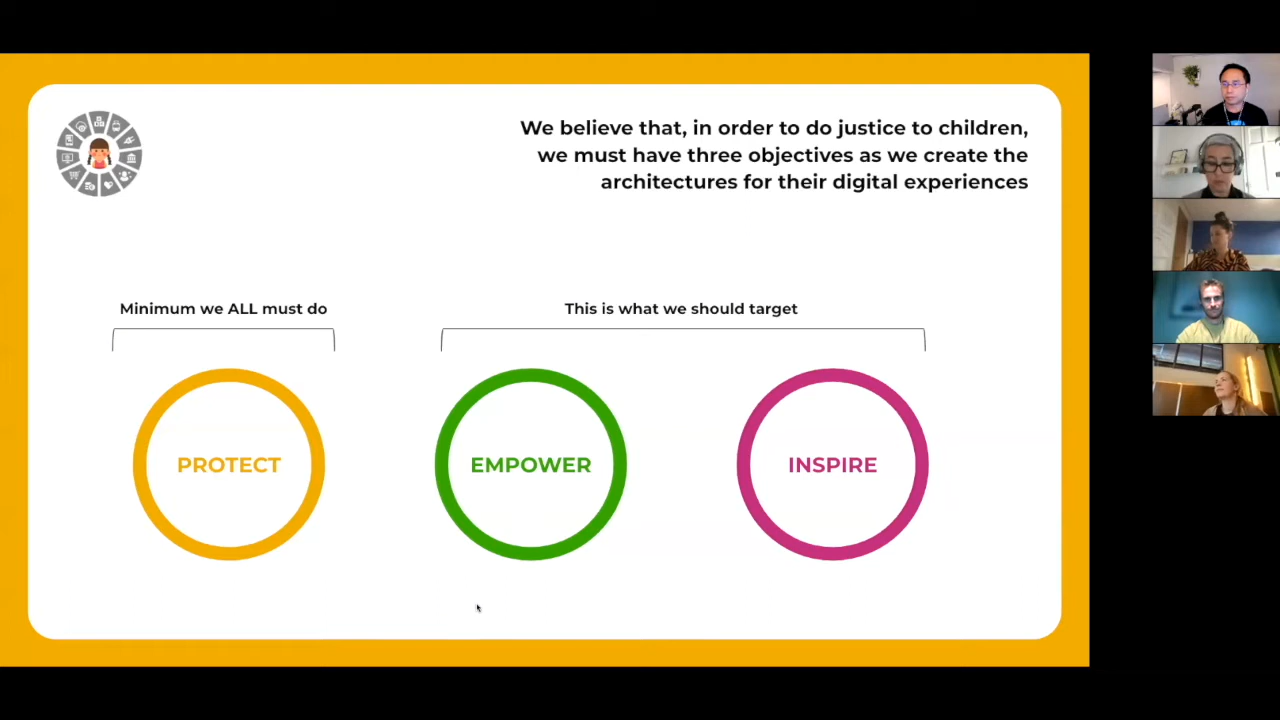 We believe that, in order to do justice to children,
we must have three objectives as we create the
architectures for their digital experiences
Minimum we ALL must do
This is what we should target
PROTECT
EMPOWER
INSPIRE